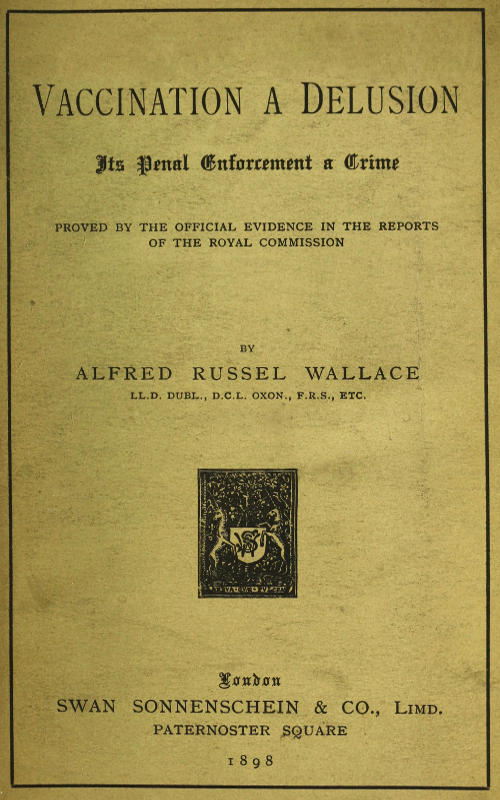 VACCINATION A DELUSION
Its Penal Enforcement a Crime
PROVED BY THE OFFICIAL EVIDENCE IN THE REPORTS
OF THE ROYAL COMMISSION
BY
ALFRED RUSSEL WALLACE
LL.D. DUBL., D.C.L. OXON., F.R.S., ETC.
London
SWAN SONNENSCHEIN & CO., LIMD.
PATERNOSTER SQUARE
1898